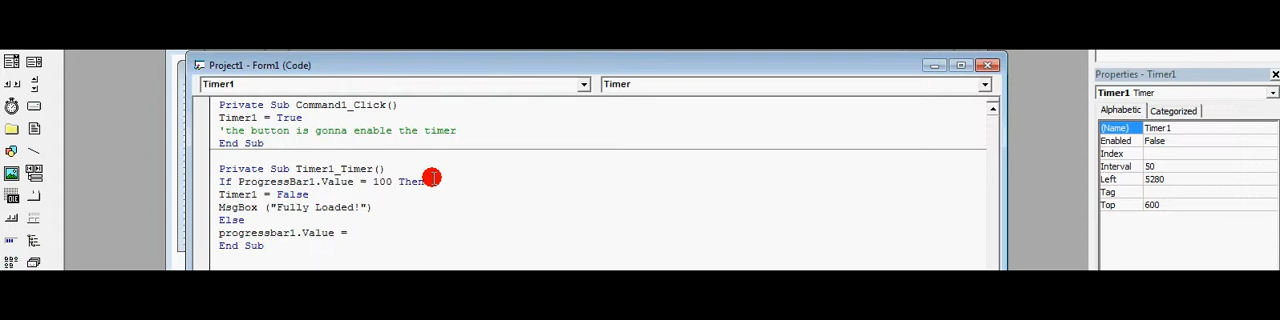 Project1 - Form1 (Code)
Timer1
Timer
Private Sub Command1_Click()
Timer1 = True
'the button is gonna enable the timer
End Sub
Private Sub Timer1_Timer()
If ProgressBar1.Value = 100 Then
Timer1 = False
MsgBox ("Fully Loaded!")
Else
progressbar1.Value =
End Sub
Properties - Timer1
Timer1 Timer
Alphabetic Categorized
(Name) Timer1
Enabled False
Index
Interval 50
Left 5280
Tag
Top 600